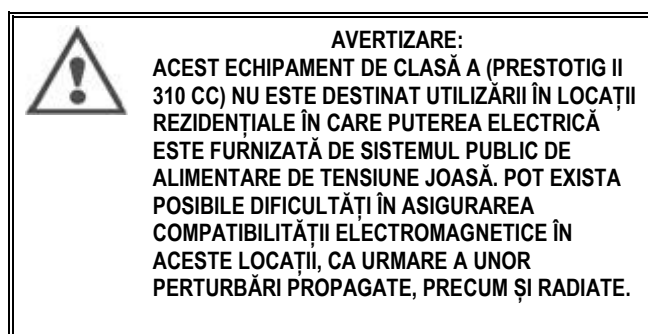 AVERTIZARE:
ACEST ECHIPAMENT DE CLASĂ A (PRESTOTIG II
310 CC) NU ESTE DESTINAT UTILIZĂRII ÎN LOCAȚII
REZIDENȚIALE ÎN CARE PUTEREA ELECTRICĂ
ESTE FURNIZATĂ DE SISTEMUL PUBLIC DE
ALIMENTARE DE TENSIUNE JOASĂ. POT EXISTA
POSIBILE DIFICULTĂȚI ÎN ASIGURAREA
COMPATIBILITĂȚII ELECTROMAGNETICE ÎN
ACESTE LOCAȚII, CA URMARE A UNOR
PERTURBĂRI PROPAGATE, PRECUM ȘI RADIATE.